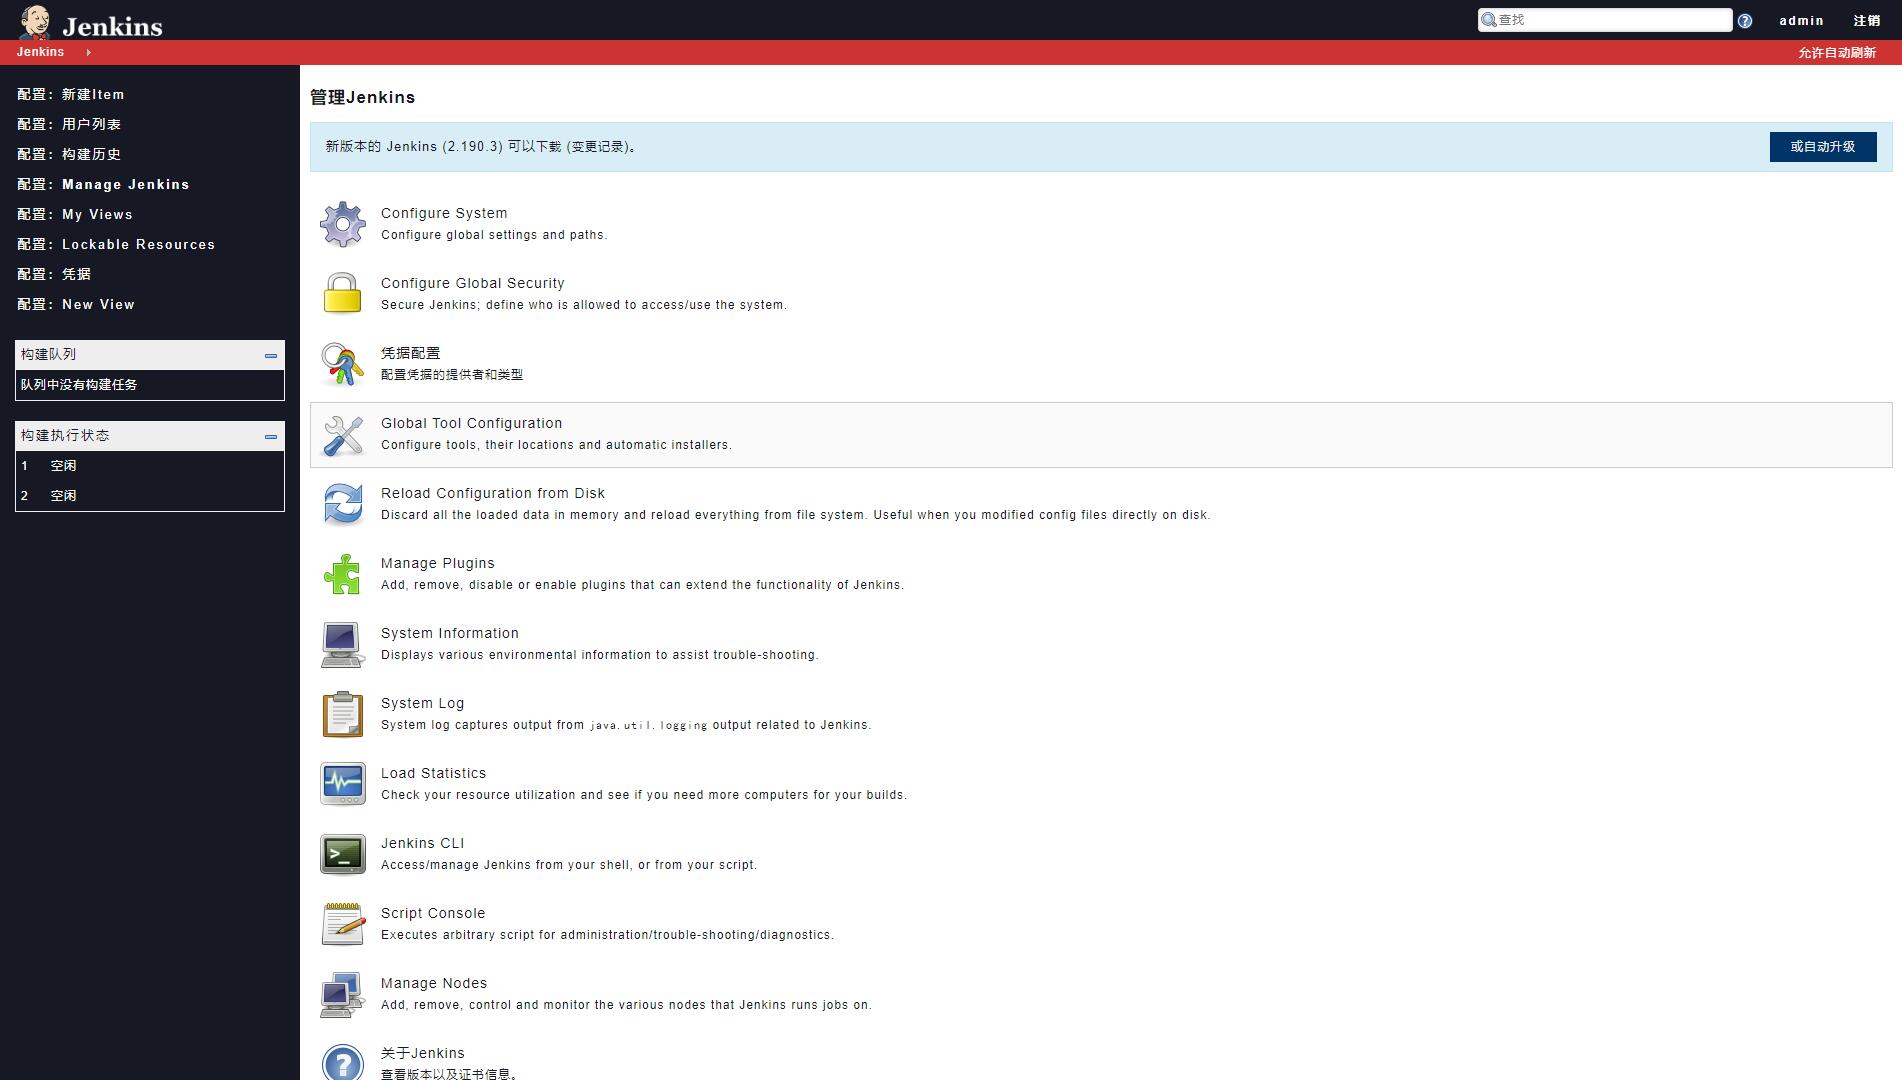 Jenkins
查找
admin
注销
Jenkins
允许自动刷新
配置：新建Item
配置：用户列表
配置：构建历史
配置：Manage Jenkins
配置：My Views
配置：Lockable Resources
配置：凭据
配置：New View
构建队列
队列中没有构建任务
构建执行状态
1 空闲
2 空闲
管理Jenkins
新版本的 Jenkins (2.190.3) 可以下载 (变更记录)。
或自动升级
Configure System
Configure global settings and paths.
Configure Global Security
Secure Jenkins; define who is allowed to access/use the system.
凭据配置
配置凭据的提供者和类型
Global Tool Configuration
Configure tools, their locations and automatic installers.
Reload Configuration from Disk
Discard all the loaded data in memory and reload everything from file system. Useful when you modified config files directly on disk.
Manage Plugins
Add, remove, disable or enable plugins that can extend the functionality of Jenkins.
System Information
Displays various environmental information to assist trouble-shooting.
System Log
System log captures output from java.util.logging output related to Jenkins.
Load Statistics
Check your resource utilization and see if you need more computers for your builds.
Jenkins CLI
Access/manage Jenkins from your shell, or from your script.
Script Console
Executes arbitrary script for administration/trouble-shooting/diagnostics.
Manage Nodes
Add, remove, control and monitor the various nodes that Jenkins runs jobs on.
关于Jenkins
查看版本以及证书信息。